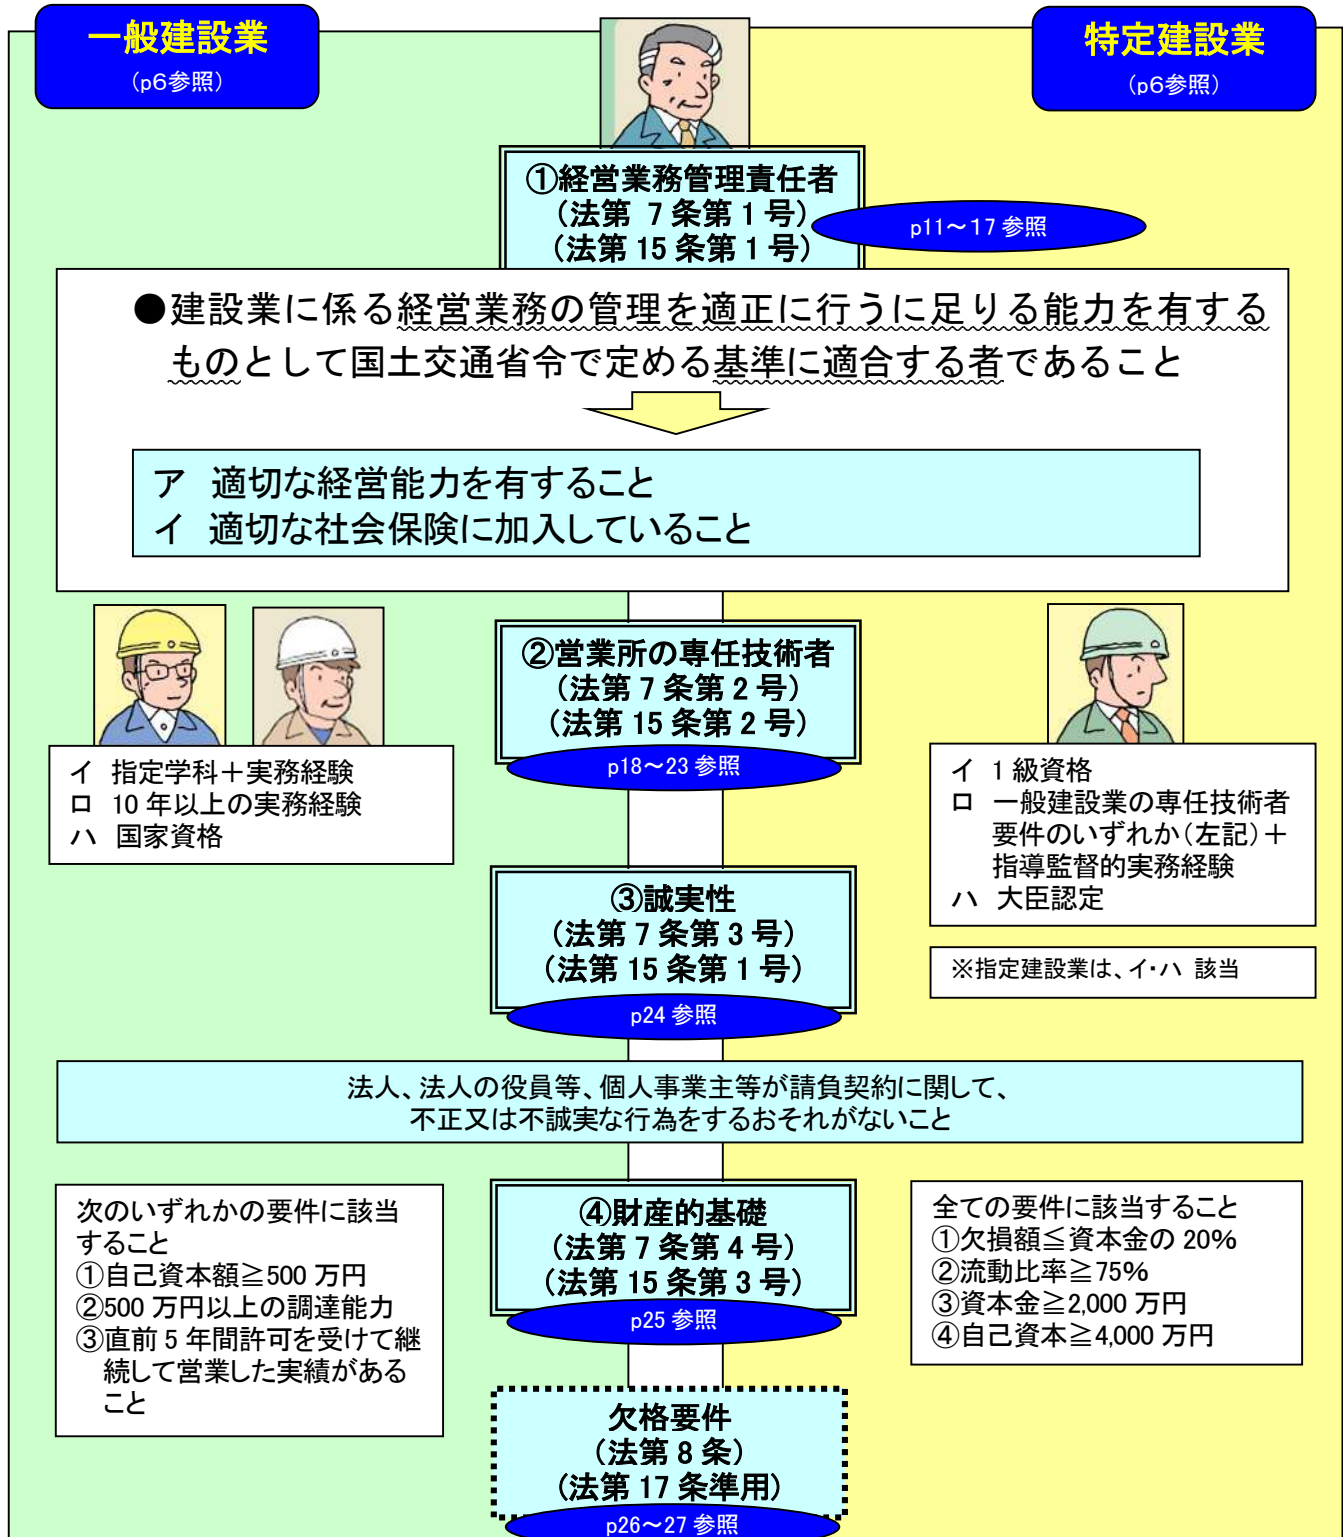 一般建設業
(p6参照)
特定建設業
(p6参照)
①経営業務管理責任者
(法第 7 条第 1 号)
(法第 15 条第 1 号)
p11～17 参照
●建設業に係る経営業務の管理を適正に行うに足りる能力を有する
ものとして国土交通省令で定める基準に適合する者であること
ア 適切な経営能力を有すること
イ 適切な社会保険に加入していること
②営業所の専任技術者
(法第 7 条第 2 号)
(法第 15 条第 2 号)
p18～23 参照
イ 指定学科＋実務経験
ロ 10 年以上の実務経験
ハ 国家資格
イ 1 級資格
ロ 一般建設業の専任技術者
要件のいずれか(左記)＋
指導監督的実務経験
ハ 大臣認定
※指定建設業は、イ・ハ 該当
③誠実性
(法第 7 条第 3 号)
(法第 15 条第 1 号)
p24 参照
法人、法人の役員等、個人事業主等が請負契約に関して、
不正又は不誠実な行為をするおそれがないこと
次のいずれかの要件に該当
すること
①自己資本額≧500 万円
②500 万円以上の調達能力
③直前 5 年間許可を受けて継
続して営業した実績がある
こと
④財産的基礎
(法第 7 条第 4 号)
(法第 15 条第 3 号)
p25 参照
全ての要件に該当すること
①欠損額≦資本金の 20%
②流動比率≧75%
③資本金≧2,000 万円
④自己資本≧4,000 万円
欠格要件
(法第 8 条)
(法第 17 条準用)
p26～27 参照